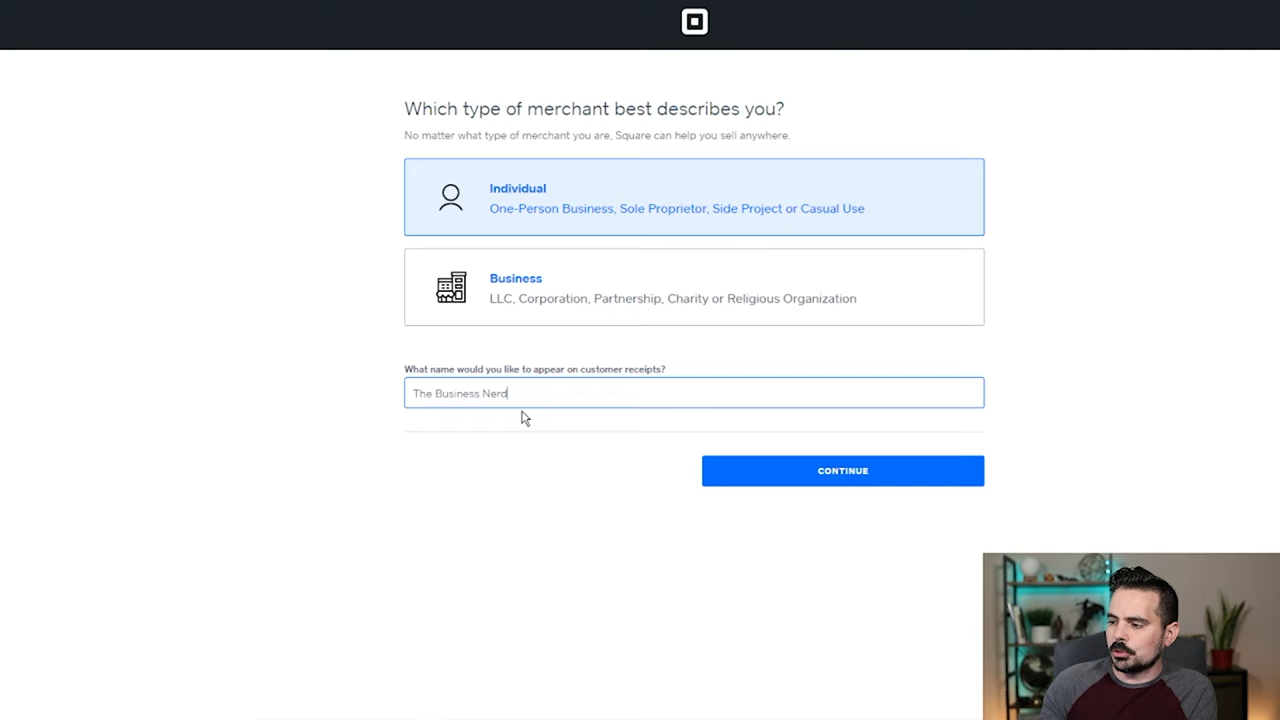 Which type of merchant best describes you?
No matter what type of merchant you are, Square can help you sell anywhere.
Individual
One-Person Business, Sole Proprietor, Side Project or Casual Use
Business
LLC, Corporation, Partnership, Charity or Religious Organization
What name would you like to appear on customer receipts?
The Business Nerd
CONTINUE